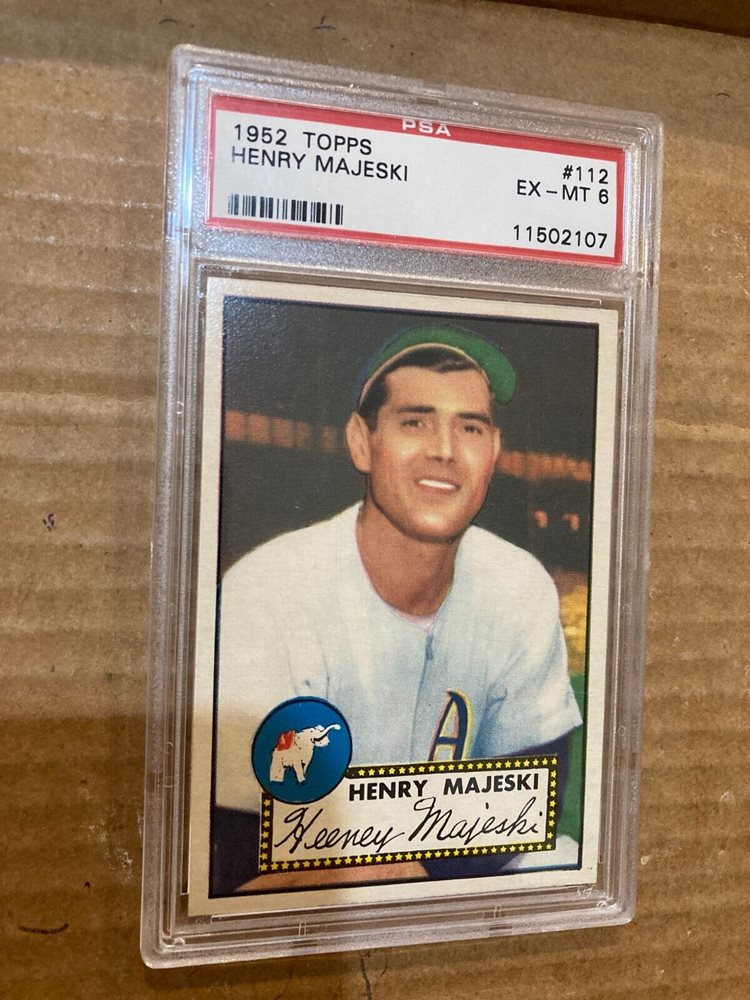 PSA
1952 TOPPS #112
HENRY MAJESKI EX-MT 6
11502107
A
HENRY MAJESKI
Heeney Majeski